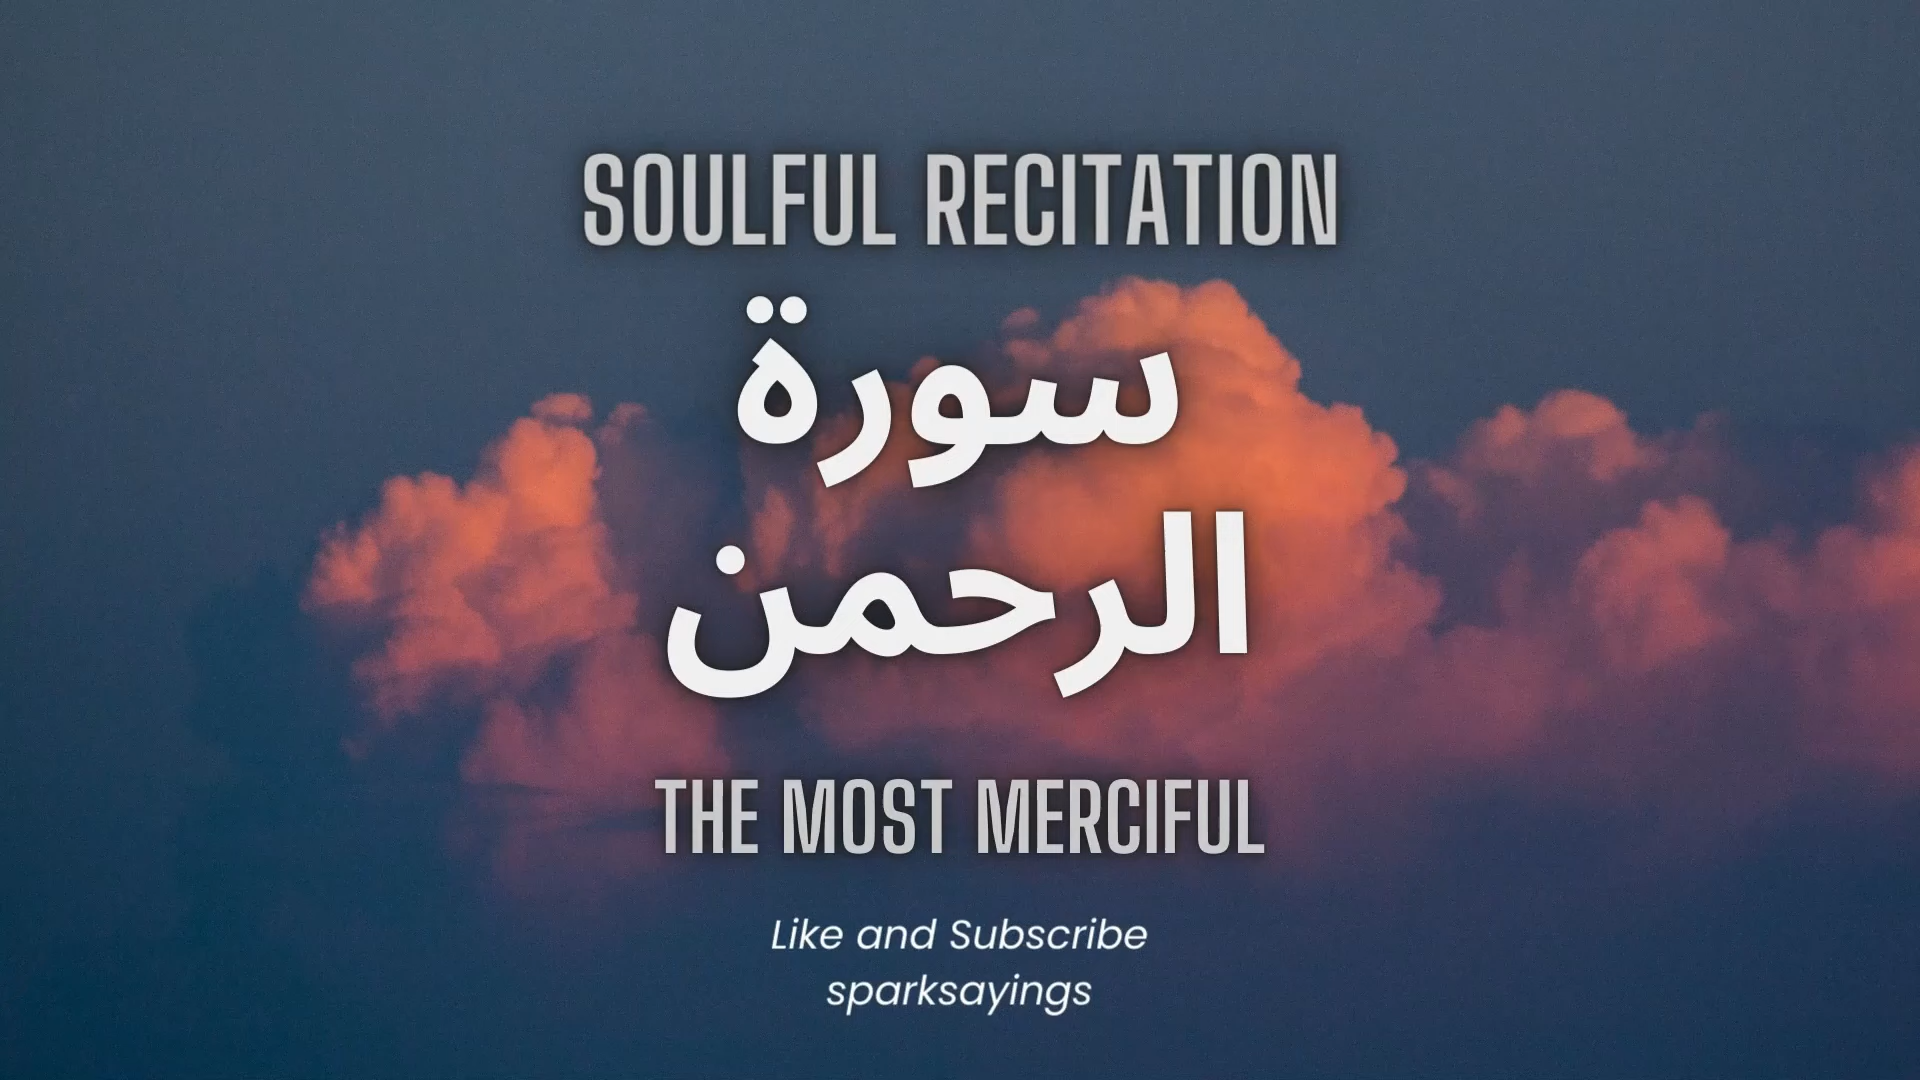 SOULFUL RECITATION
سورة
الرحمن
THE MOST MERCIFUL
Like and Subscribe
sparksayings